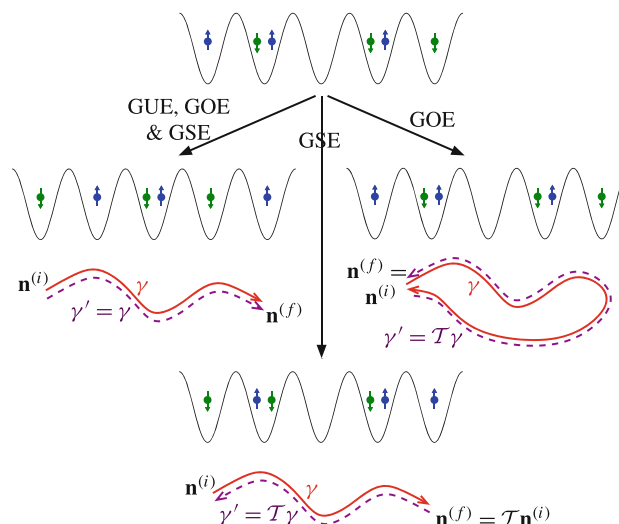 GUE, GOE
& GSE
GSE
GOE
n⁽ⁱ⁾
γ
γ′ = γ
n⁽ᶠ⁾
n⁽ᶠ⁾ =
n⁽ⁱ⁾
γ
γ′ = 𝒯γ
n⁽ⁱ⁾
γ
γ′ = 𝒯γ
n⁽ᶠ⁾ = 𝒯n⁽ⁱ⁾